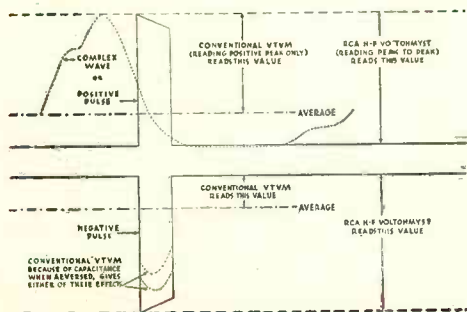 COMPLEX
WAVE
OR
POSITIVE
PULSE
CONVENTIONAL VTVM
(READING POSITIVE PEAK ONLY)
READS THIS VALUE
RCA H-F VOLTOHMYST
(READING PEAK TO PEAK)
READS THIS VALUE
AVERAGE
CONVENTIONAL VTVM
READS THIS VALUE
AVERAGE
NEGATIVE
PULSE
RCA H-F VOLTOHMYST
READS THIS VALUE
CONVENTIONAL VTVM
BECAUSE OF CAPACITANCE
WHEN REVERSED, GIVES
EITHER OF THESE EFFECTS